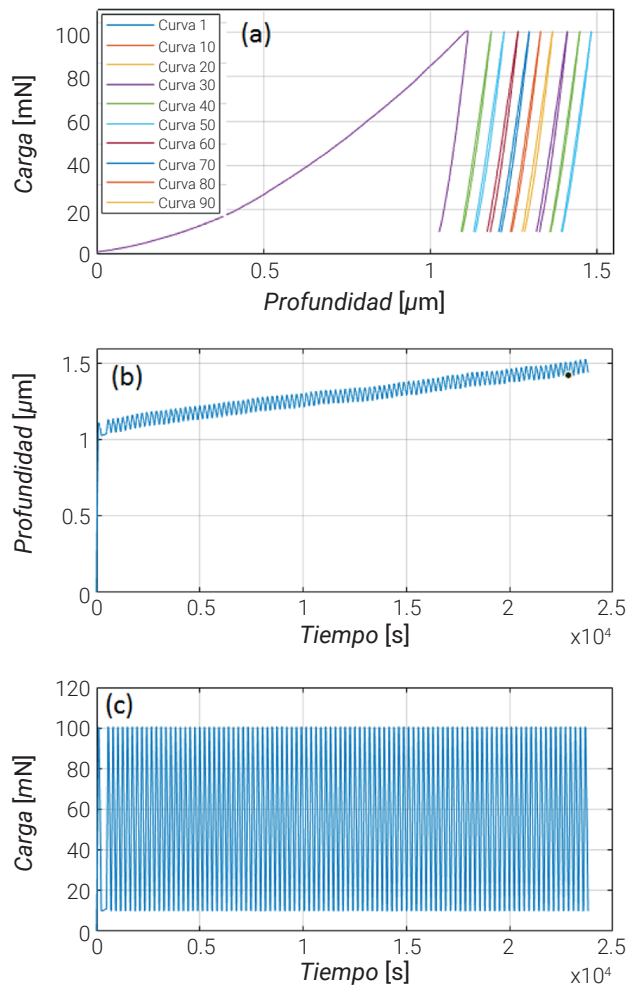 (a)
Carga [mN]
100
80
60
40
20
0
Curva 1
Curva 10
Curva 20
Curva 30
Curva 40
Curva 50
Curva 60
Curva 70
Curva 80
Curva 90
0
0.5
1
1.5
Profundidad [µm]
(b)
Profundidad [µm]
1.5
1
0.5
0
0
0.5
1
1.5
2
2.5
x10⁴
Tiempo [s]
(c)
Carga [mN]
120
100
80
60
40
20
0
0
0.5
1
1.5
2
2.5
x10⁴
Tiempo [s]